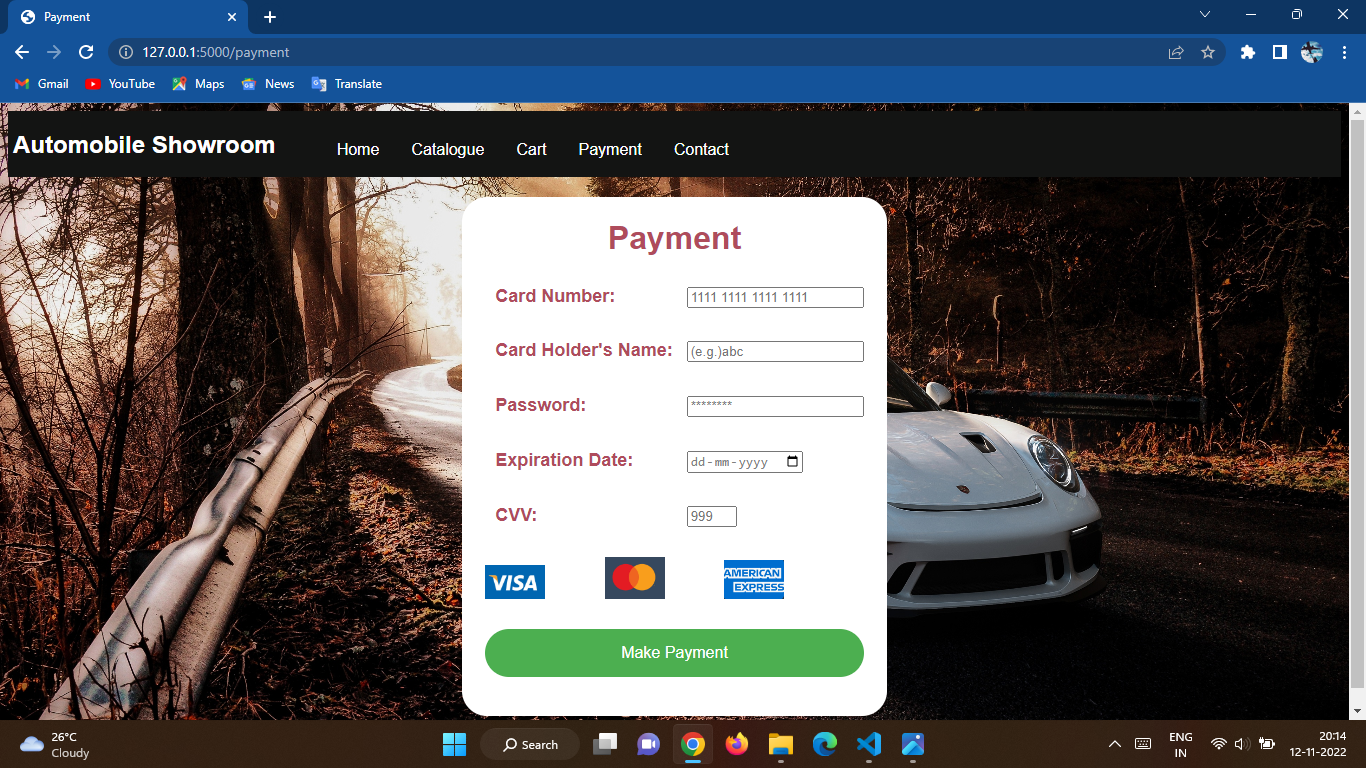 Payment
127.0.0.1:5000/payment
Gmail YouTube Maps News Translate
Automobile Showroom Home Catalogue Cart Payment Contact
Payment
Card Number: 1111 1111 1111 1111
Card Holder's Name: (e.g.)abc
Password: ********
Expiration Date: dd-mm-yyyy
CVV: 999
VISA
AMERICAN
EXPRESS
Make Payment
26°C
Cloudy
Search
ENG
IN
20:14
12-11-2022